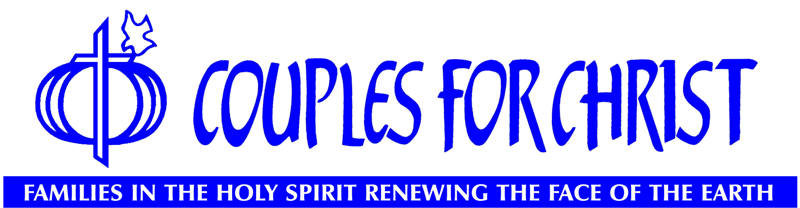 COUPLES FOR CHRIST
FAMILIES IN THE HOLY SPIRIT RENEWING THE FACE OF THE EARTH